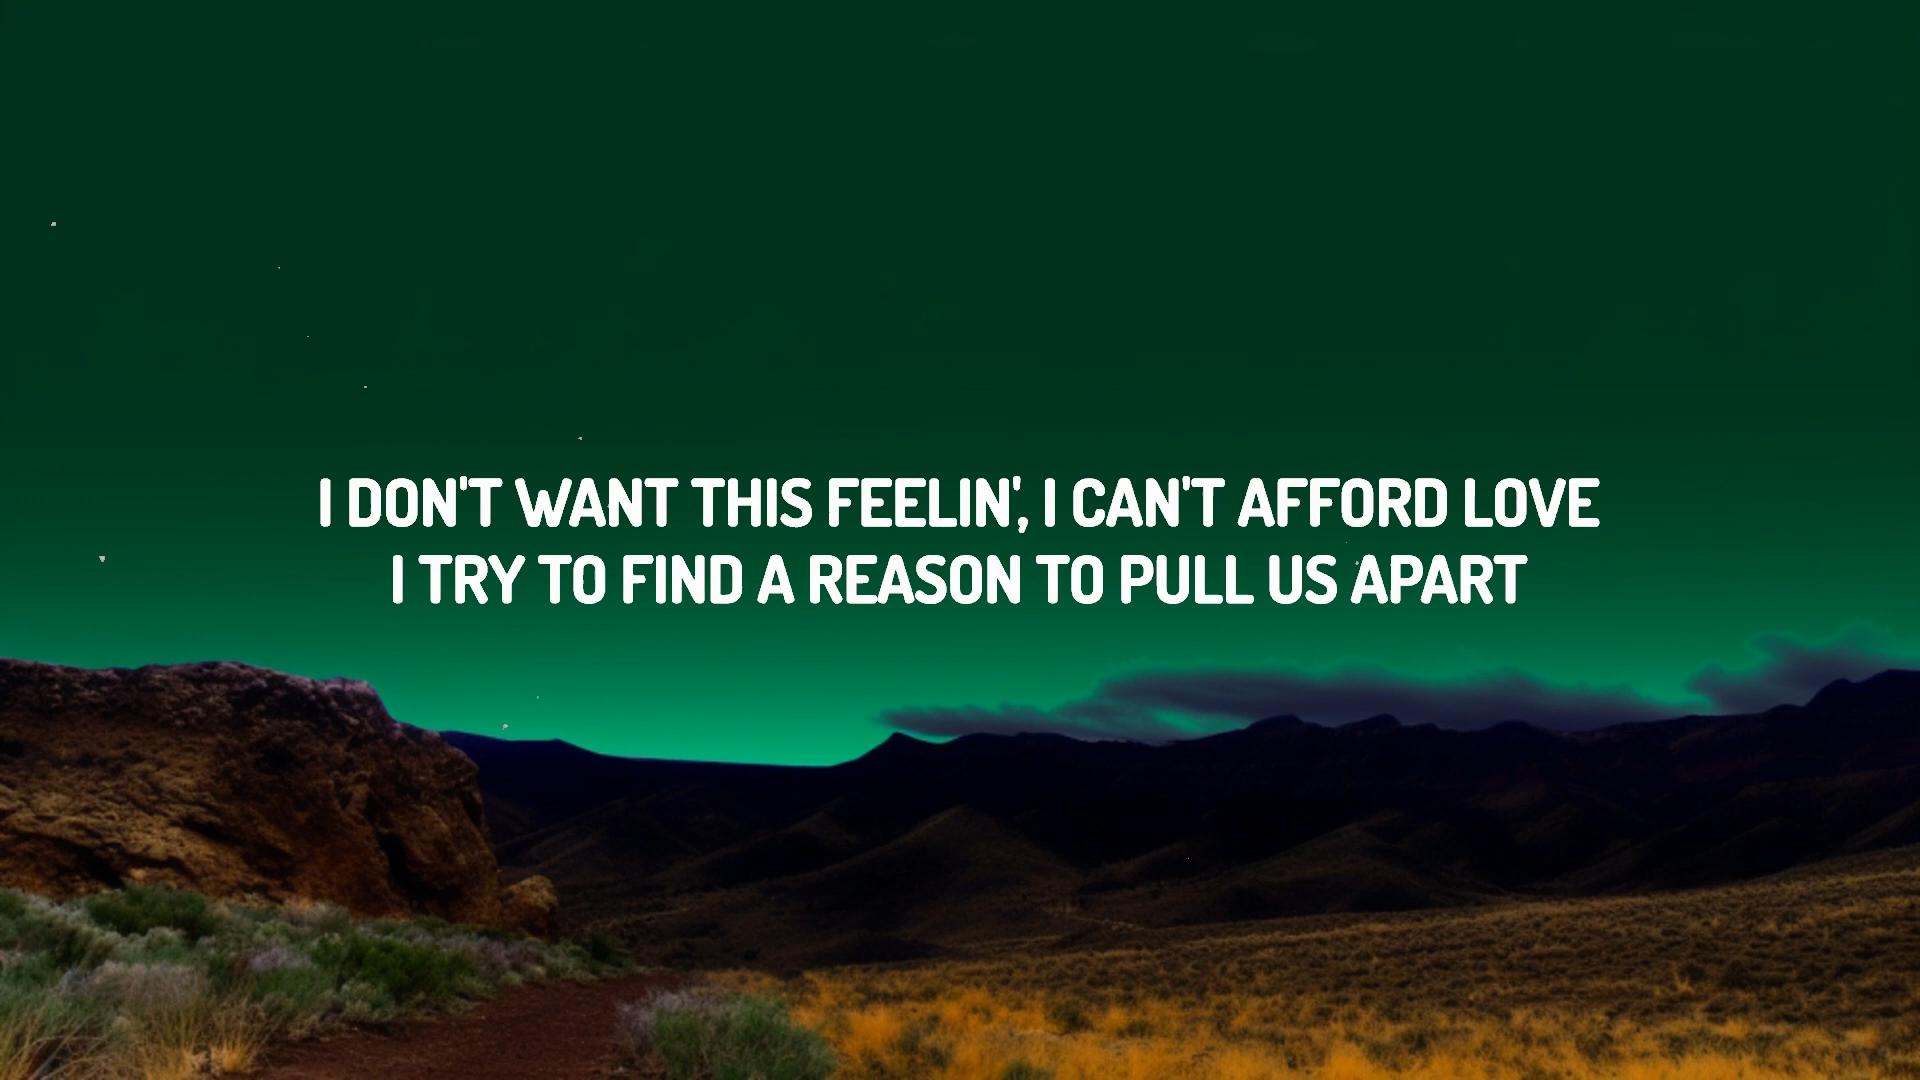 I DON'T WANT THIS FEELIN', I CAN'T AFFORD LOVE
I TRY TO FIND A REASON TO PULL US APART